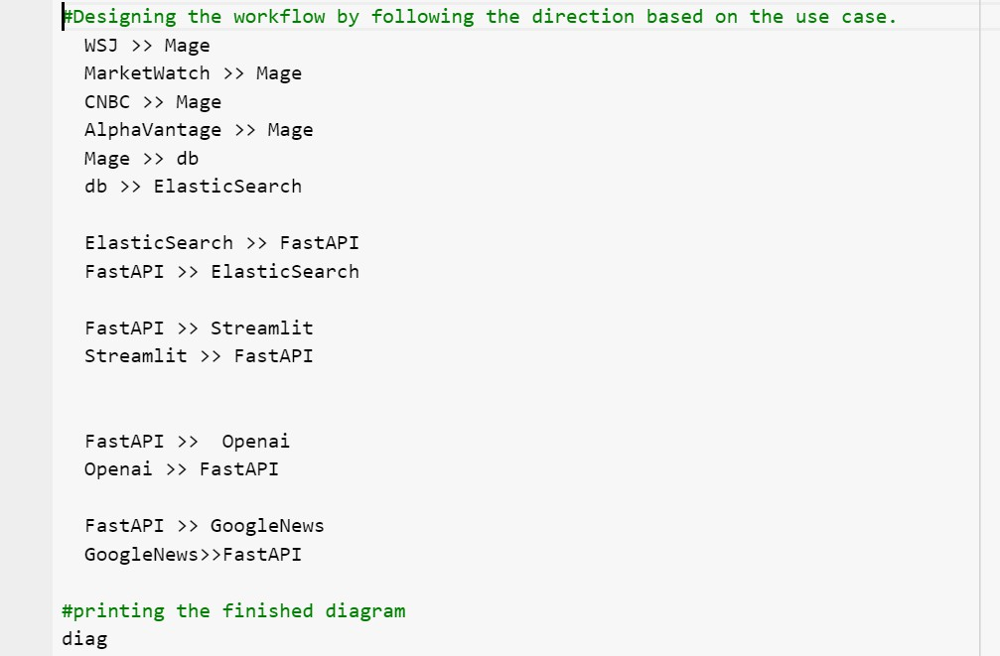 #Designing the workflow by following the direction based on the use case.
WSJ >> Mage
MarketWatch >> Mage
CNBC >> Mage
AlphaVantage >> Mage
Mage >> db
db >> ElasticSearch
ElasticSearch >> FastAPI
FastAPI >> ElasticSearch
FastAPI >> Streamlit
Streamlit >> FastAPI
FastAPI >>  Openai
Openai >> FastAPI
FastAPI >> GoogleNews
GoogleNews>>FastAPI
#printing the finished diagram
diag